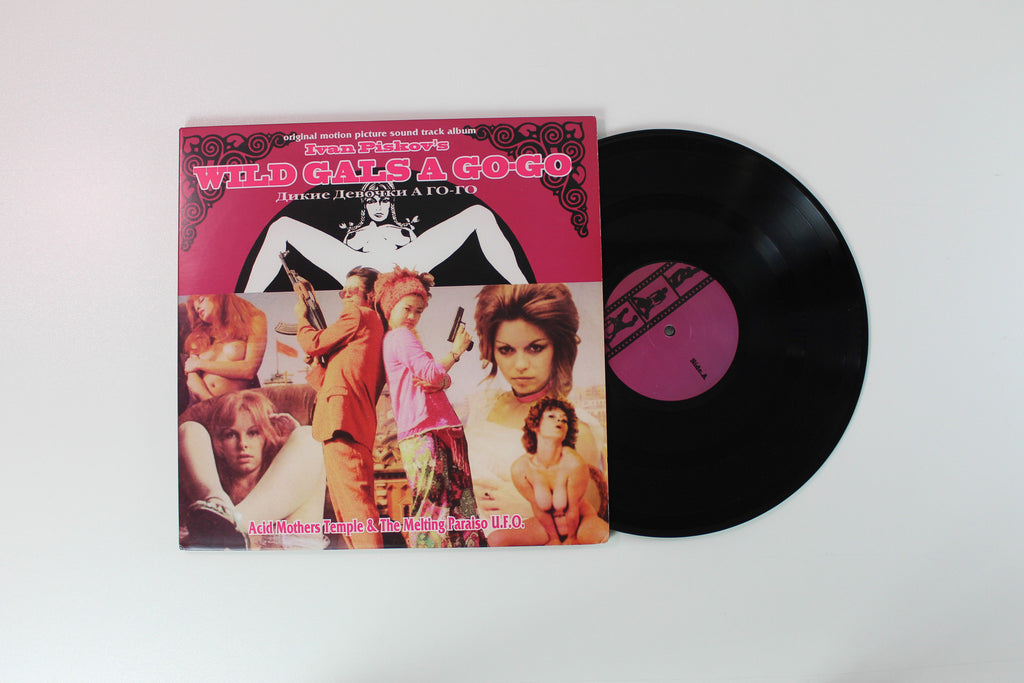 original motion picture sound track album
Ivan Piskov's
WILD GALS A GO-GO
Дикие Девочки А ГО-ГО
Acid Mothers Temple & The Melting Paraiso U.F.O.
Side.A